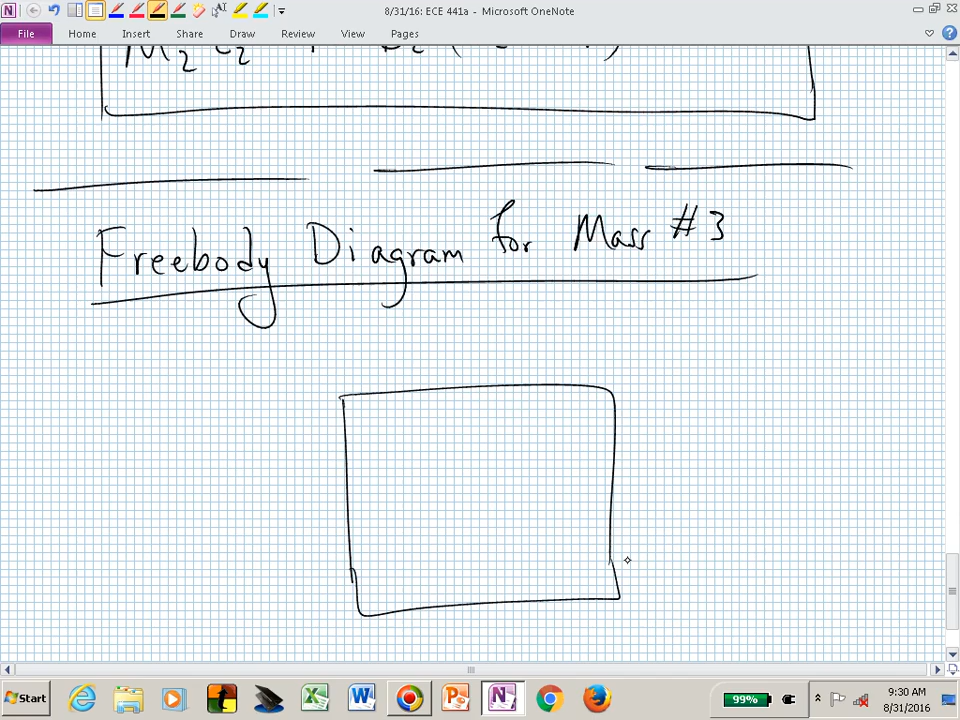 8/31/16: ECE 441a - Microsoft OneNote
File Home Insert Share Draw Review View Pages
Freebody Diagram for Mass #3
Start
99%
9:30 AM
8/31/2016